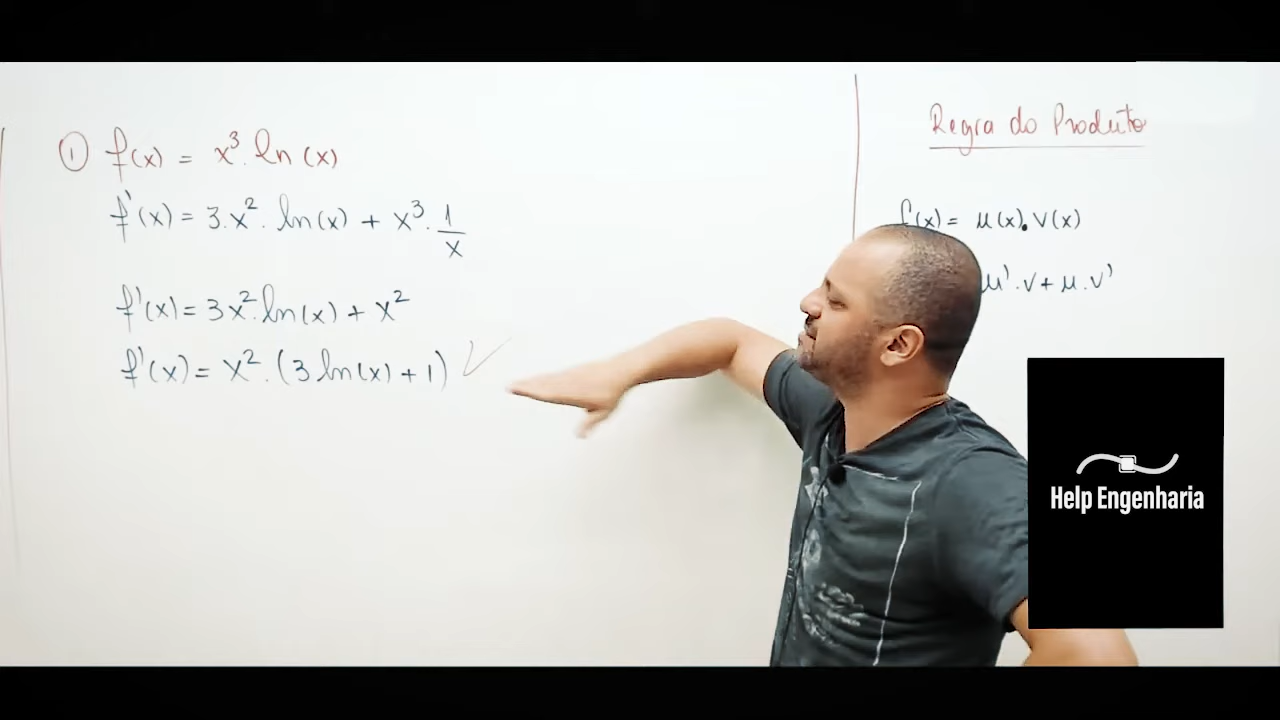 ① f(x) = x³. ln(x)
f'(x) = 3.x². ln(x) + x³. 1/x
f'(x) = 3x². ln(x) + x²
f'(x) = x². (3 ln(x) + 1)
Regra do Produto
f(x) = u(x). v(x)
u'. v + u. v'
Help Engenharia